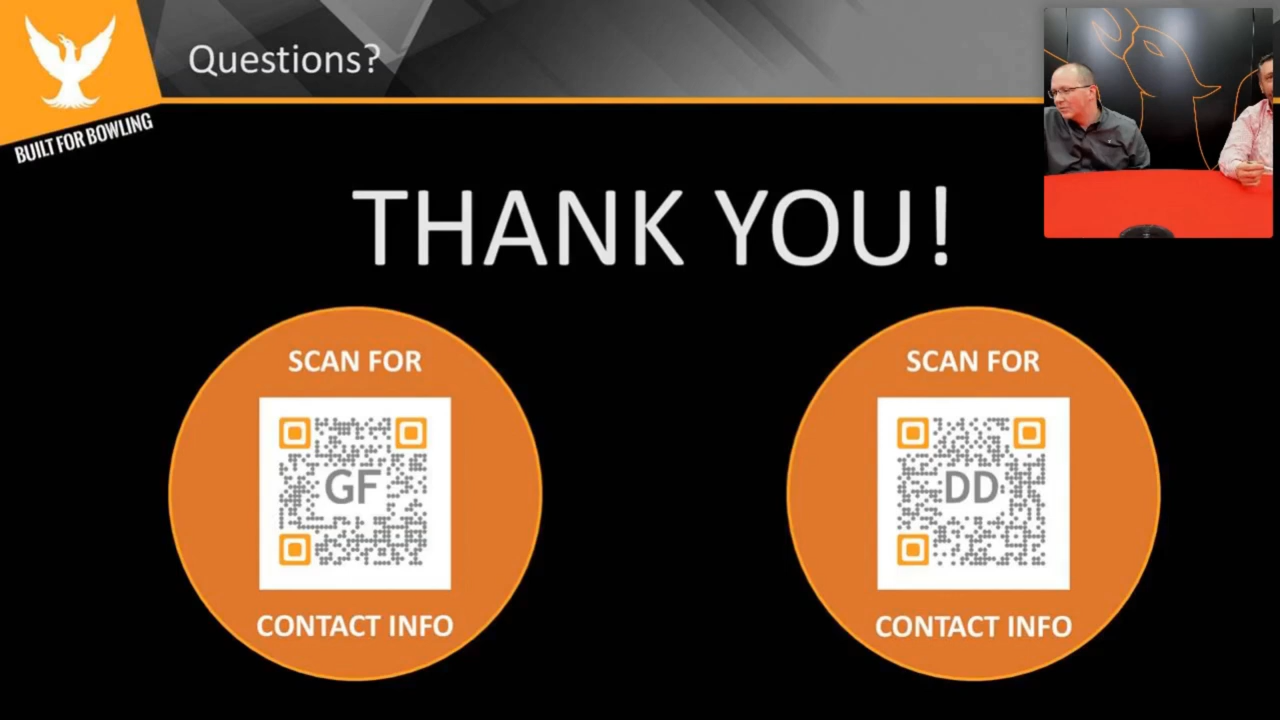 Questions?
BUILT FOR BOWLING
THANK YOU!
SCAN FOR
GF
CONTACT INFO
SCAN FOR
DD
CONTACT INFO